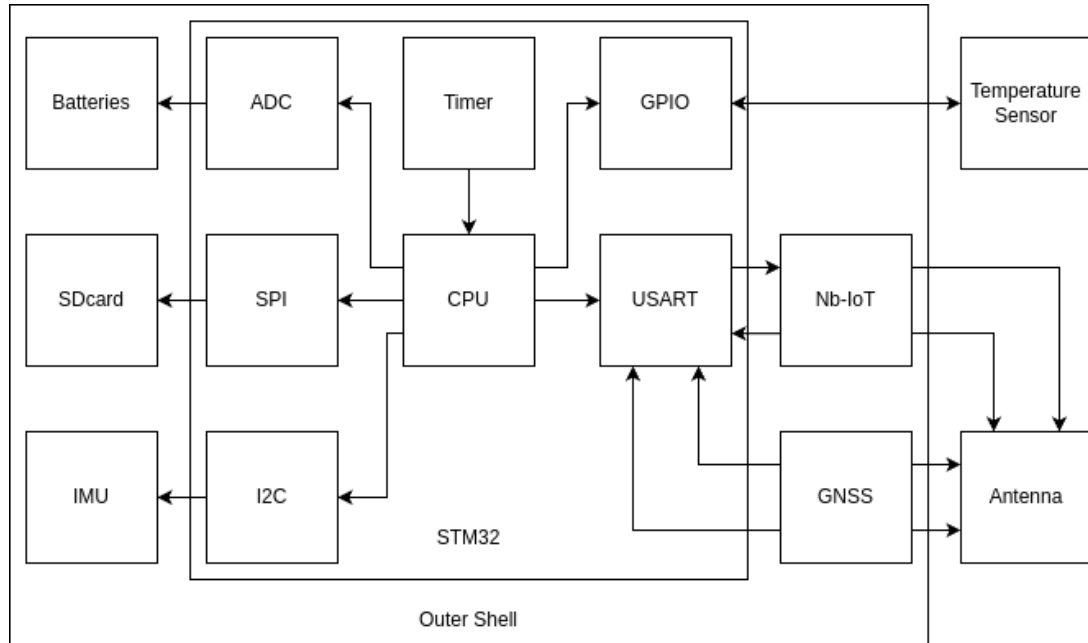 Batteries
ADC
Timer
GPIO
Temperature
Sensor
SDcard
SPI
CPU
USART
Nb-IoT
IMU
I2C
GNSS
Antenna
STM32
Outer Shell